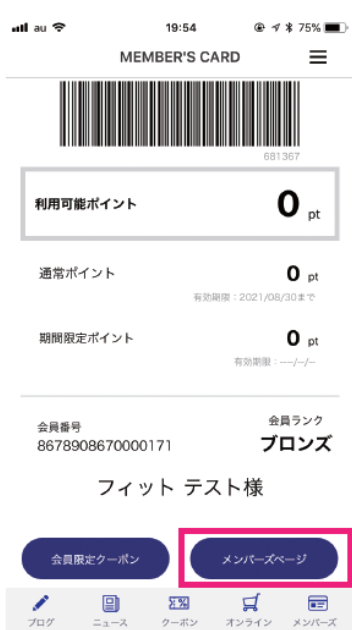 au 19:54 75%
MEMBER'S CARD
681367
利用可能ポイント 0 pt
通常ポイント 0 pt
有効期限：2021/08/30まで
期間限定ポイント 0 pt
有効期限：---/--/--
会員番号 会員ランク
8678908670000171 ブロンズ
フィット テスト様
会員限定クーポン メンバーズページ
ブログ ニュース クーポン オンライン メンバーズ